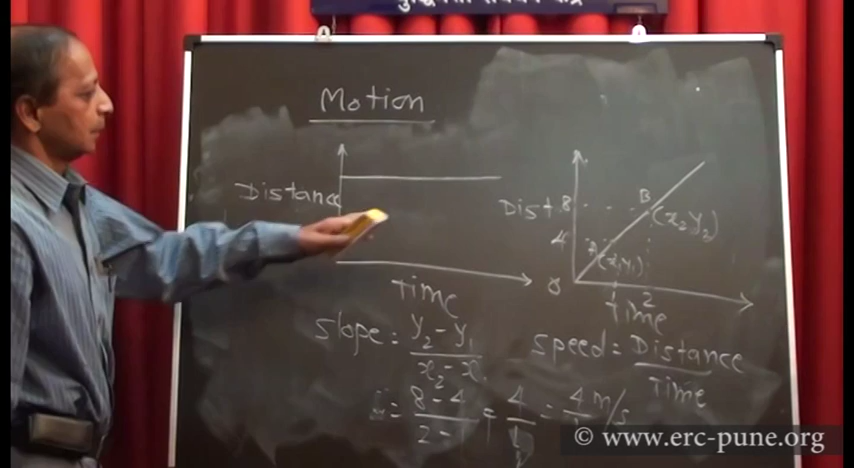 Motion
Distance
Time
Dist.
8
4
0
B
(x₂ y₂)
A
(x₁ y₁)
1
2
Time
slope = y₂ - y₁ / x₂ - x₁
speed = Distance / Time
= 8 - 4 / 2 - 1 = 4 / 1 = 4 m/s
© www.erc-pune.org